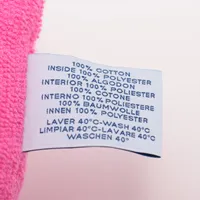 100% COTTON
INSIDE 100% POLYESTER
100% ALGODON
INTERIOR 100% POLIESTERE
100% COTONE
INTERNO 100% POLIESTERE
100% BAUMWOLLE
INNEN 100% POLYESTER
LAVER 40°C-WASH 40°C
LIMPIAR 40°C-LAVARE 40°C
WASCHEN 40°